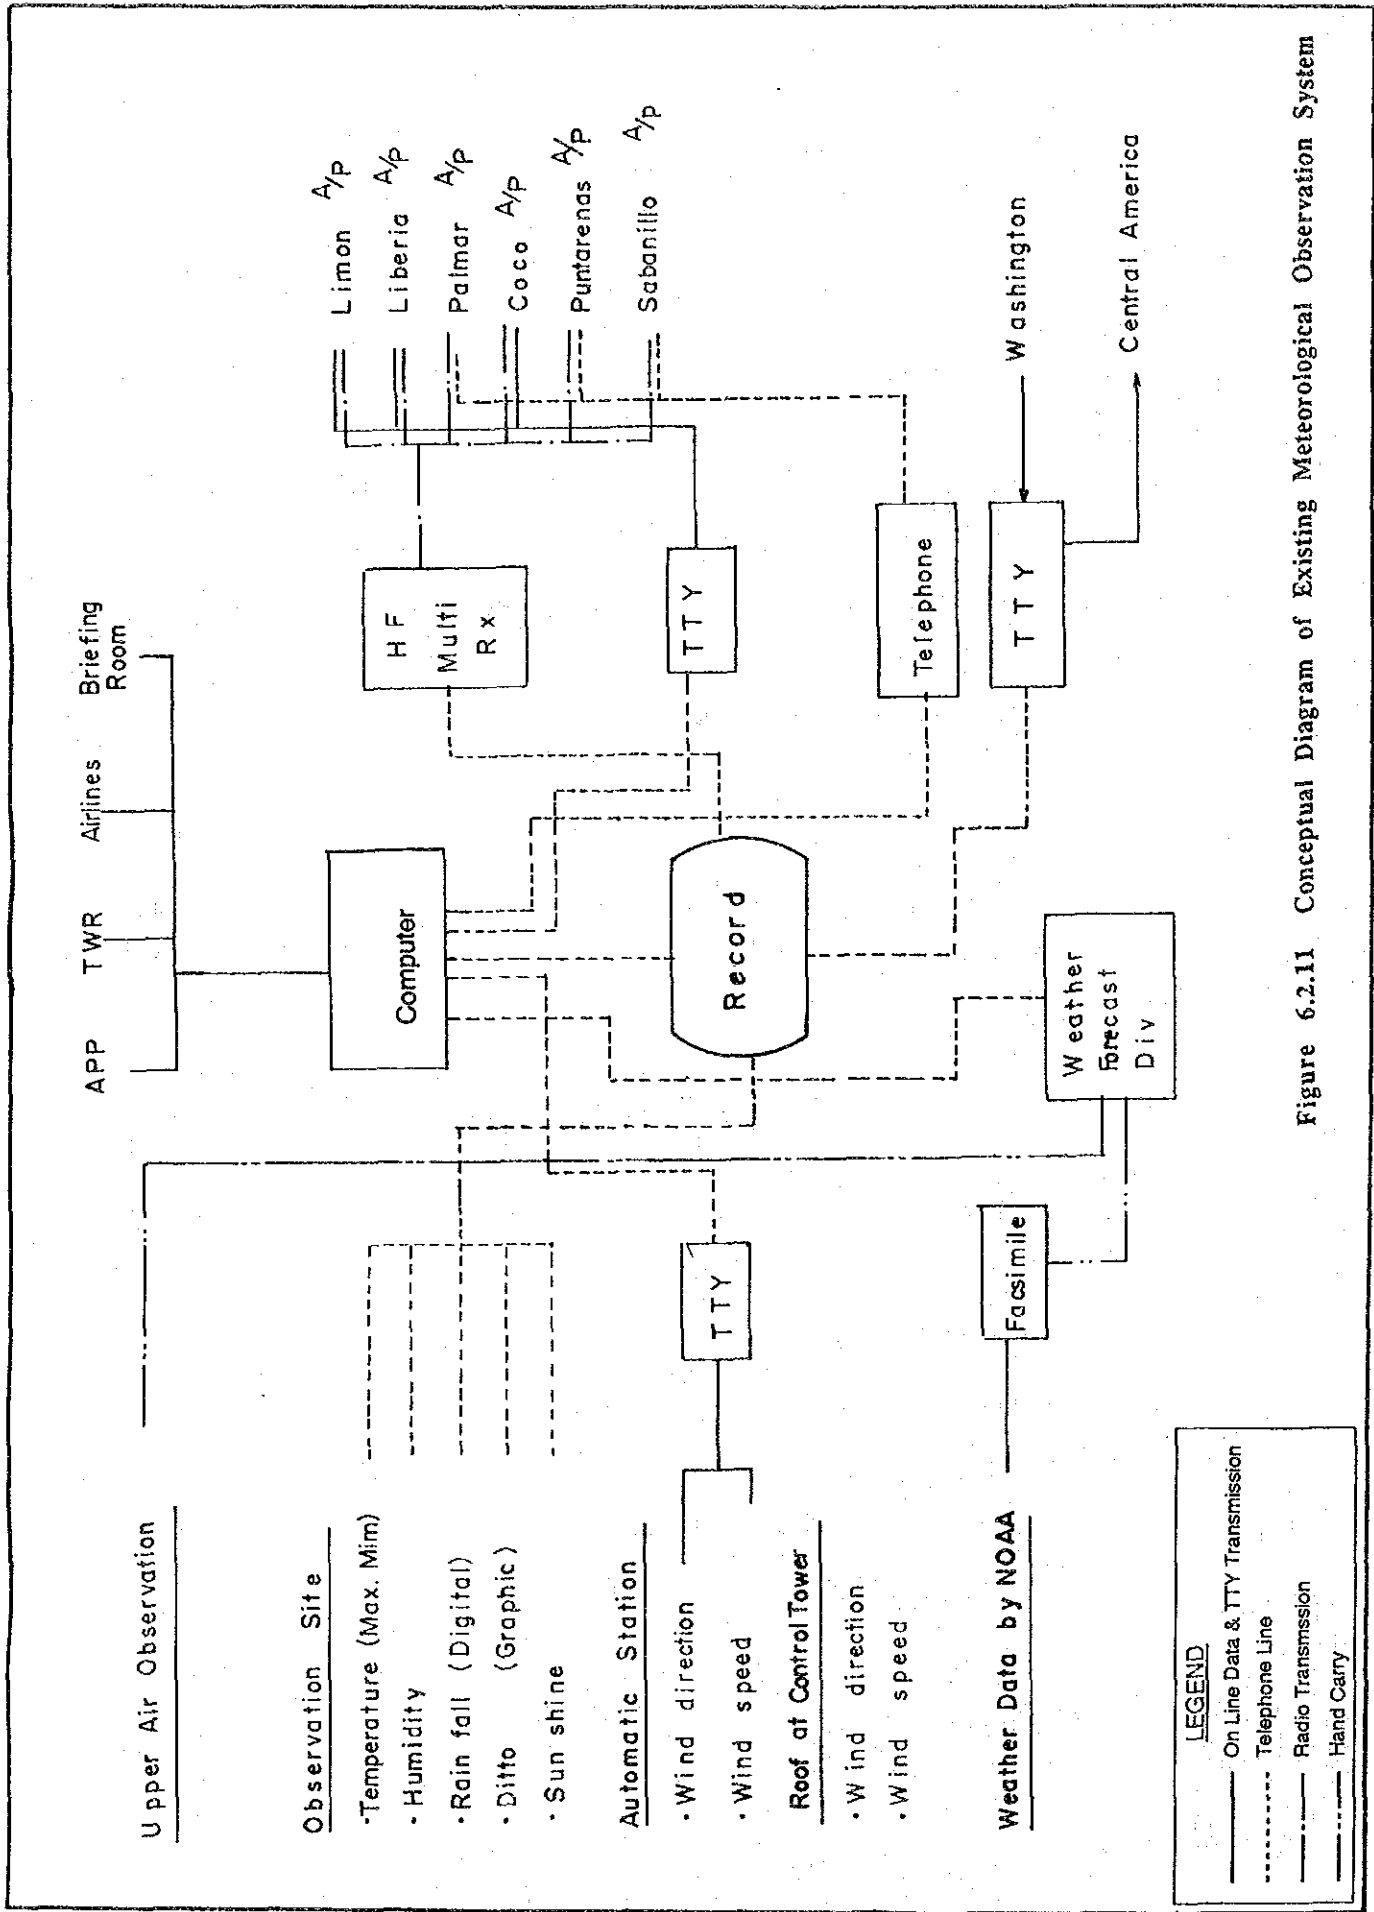 Upper Air Observation
Observation Site
·Temperature (Max. Mim)
· Humidity
· Rain fall (Digital)
· Ditto (Graphic)
· Sun shine
Automatic Station
· Wind direction
· Wind speed
Roof at Control Tower
· Wind direction
· Wind speed
Weather Data by NOAA
APP TWR Airlines Briefing
Room
Computer
Record
TTY
Facsimile
Weather
Forecast
Div
HF
Multi
Rx
TTY
Telephone
TTY
Limon A/P
Liberia A/P
Palmar A/P
Coco A/P
Puntarenas A/P
Sabanillo A/P
Washington
Central America
LEGEND
On Line Data & TTY Transmission
Telephone Line
Radio Transmssion
Hand Carry
Figure 6.2.11 Conceptual Diagram of Existing Meteorological Observation System